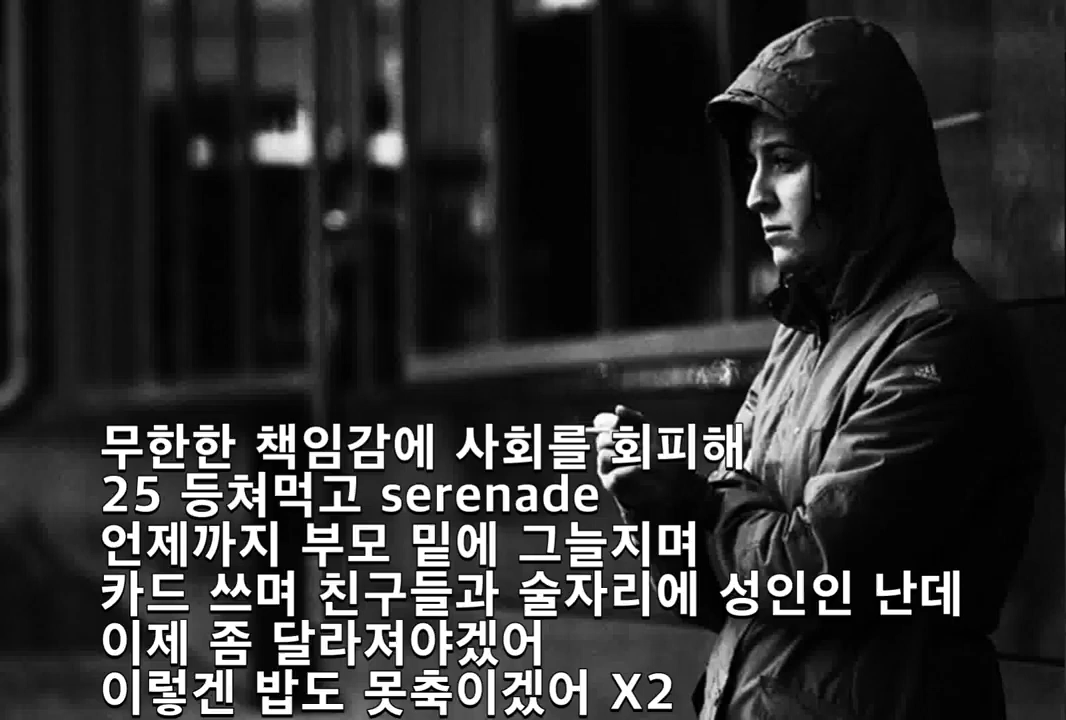 무한한 책임감에 사회를 회피해
25 등쳐먹고 serenade
언제까지 부모 밑에 그늘지며
카드 쓰며 친구들과 술자리에 성인인 난데
이제 좀 달라져야겠어
이렇겐 밥도 못축이겠어 X2